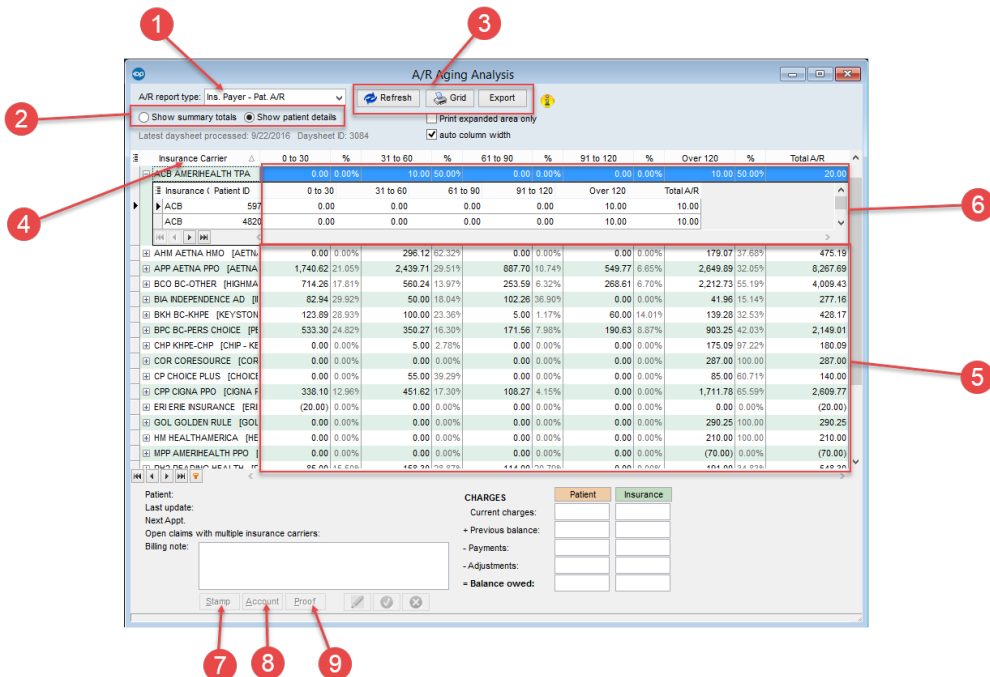 1
3
A/R Aging Analysis
A/R report type: Ins. Payer - Pat. A/R Refresh Grid Export
2
Show summary totals Show patient details Print expanded area only
Latest daysheet processed: 9/22/2016 Daysheet ID: 3084 auto column width
Insurance Carrier 0 to 30 % 31 to 60 % 61 to 90 % 91 to 120 % Over 120 % Total A/R
ACB AMERIHEALTH TPA 0.00 0.00% 10.00 50.00% 0.00 0.00% 0.00 0.00% 10.00 50.00% 20.00
Insurance ( Patient ID 0 to 30 31 to 60 61 to 90 91 to 120 Over 120 Total A/R
ACB 597 0.00 0.00 0.00 0.00 10.00 10.00
6
ACB 4820 0.00 0.00 0.00 0.00 10.00 10.00
4
AHM AETNA HMO [AETN 0.00 0.00% 296.12 62.32% 0.00 0.00% 0.00 0.00% 179.07 37.68% 475.19
APP AETNA PPO [AETNA 1,740.62 21.05% 2,439.71 29.51% 887.70 10.74% 549.77 6.65% 2,649.89 32.05% 8,267.69
BCO BC-OTHER [HIGHMA 714.26 17.81% 560.24 13.97% 253.59 6.32% 268.61 6.70% 2,212.73 55.19% 4,009.43
BIA INDEPENDENCE AD [I 82.94 29.92% 50.00 18.04% 102.26 36.90% 0.00 0.00% 41.96 15.14% 277.16
BKH BC-KHPE [KEYSTON 123.89 28.93% 100.00 23.36% 5.00 1.17% 60.00 14.01% 139.28 32.53% 428.17
BPC BC-PERS CHOICE [PE 533.30 24.82% 350.27 16.30% 171.56 7.98% 190.63 8.87% 903.25 42.03% 2,149.01
CHP KHPE-CHP [CHIP - KE 0.00 0.00% 5.00 2.78% 0.00 0.00% 0.00 0.00% 175.09 97.22% 180.09
COR CORESOURCE [COR 0.00 0.00% 0.00 0.00% 0.00 0.00% 0.00 0.00% 287.00 100.00 287.00
5
CP CHOICE PLUS [CHOICE 0.00 0.00% 55.00 39.29% 0.00 0.00% 0.00 0.00% 85.00 60.71% 140.00
CPP CIGNA PPO [CIGNA P 338.10 12.96% 451.62 17.30% 108.27 4.15% 0.00 0.00% 1,711.78 65.59% 2,609.77
ERI ERIE INSURANCE [ERI (20.00) 0.00% 0.00 0.00% 0.00 0.00% 0.00 0.00% 0.00 0.00% (20.00)
GOL GOLDEN RULE [GOL 0.00 0.00% 0.00 0.00% 0.00 0.00% 0.00 0.00% 290.25 100.00 290.25
HM HEALTHAMERICA [HE 0.00 0.00% 0.00 0.00% 0.00 0.00% 0.00 0.00% 210.00 100.00 210.00
MPP AMERIHEALTH PPO [ 0.00 0.00% 0.00 0.00% 0.00 0.00% 0.00 0.00% (70.00) 0.00% (70.00)
Patient:
Last update:
Next Appt.
Open claims with multiple insurance carriers:
Billing note:
CHARGES Patient Insurance
Current charges:
+ Previous balance:
- Payments:
- Adjustments:
= Balance owed:
Stamp Account Proof
7 8 9